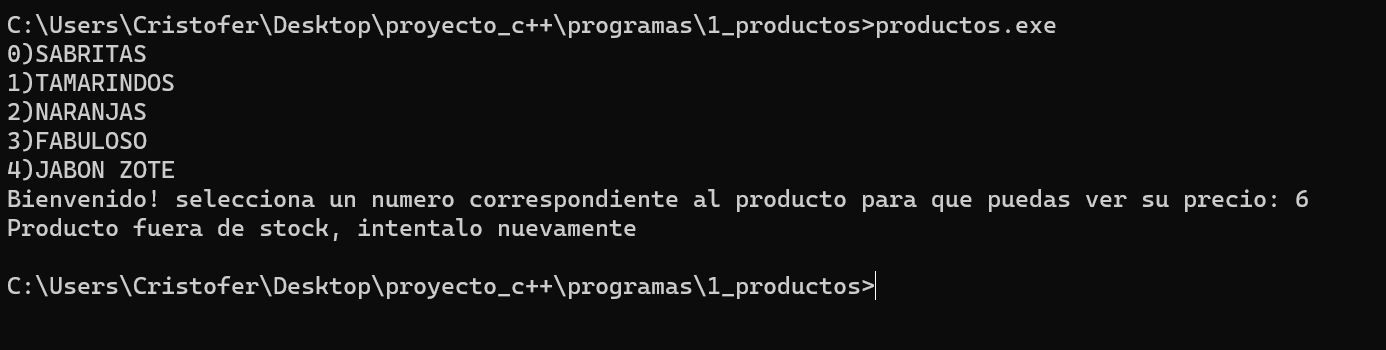 C:\Users\Cristofer\Desktop\proyecto_c++\programas\1_productos>productos.exe
0)SABRITAS
1)TAMARINDOS
2)NARANJAS
3)FABULOSO
4)JABON ZOTE
Bienvenido! selecciona un numero correspondiente al producto para que puedas ver su precio: 6
Producto fuera de stock, intentalo nuevamente
C:\Users\Cristofer\Desktop\proyecto_c++\programas\1_productos>